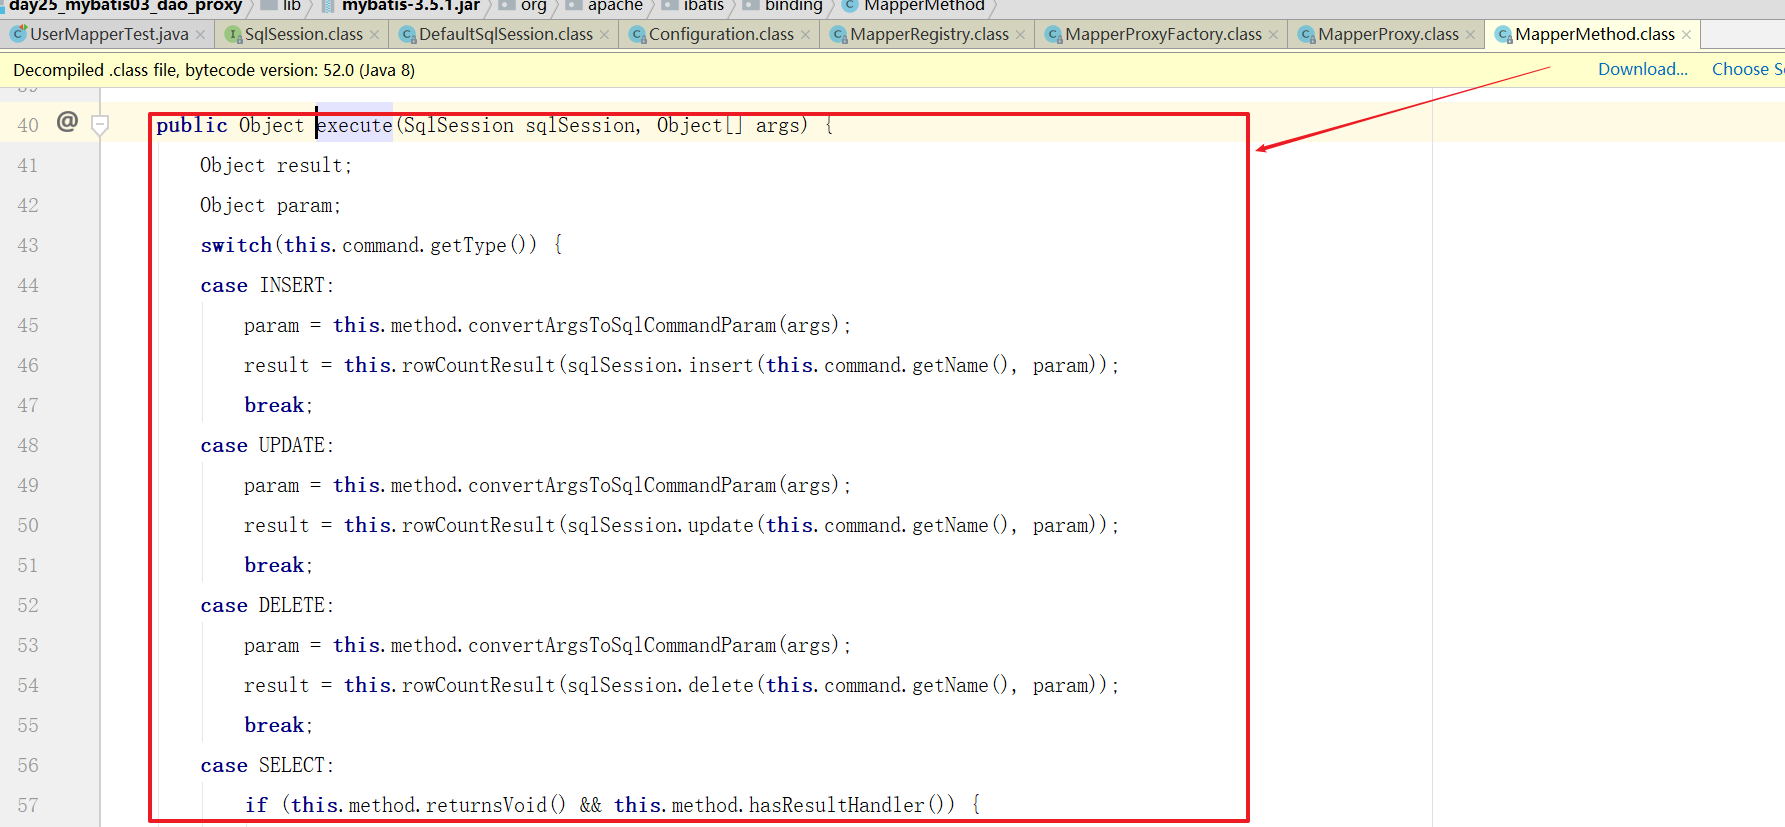 day25_mybatis03_dao_proxy lib mybatis-3.5.1.jar org apache ibatis binding MapperMethod
UserMapperTest.java SqlSession.class DefaultSqlSession.class Configuration.class MapperRegistry.class MapperProxyFactory.class MapperProxy.class MapperMethod.class
Decompiled .class file, bytecode version: 52.0 (Java 8) Download... Choose
39
40 @ public Object execute(SqlSession sqlSession, Object[] args) {
41 Object result;
42 Object param;
43 switch(this.command.getType()) {
44 case INSERT:
45 param = this.method.convertArgsToSqlCommandParam(args);
46 result = this.rowCountResult(sqlSession.insert(this.command.getName(), param));
47 break;
48 case UPDATE:
49 param = this.method.convertArgsToSqlCommandParam(args);
50 result = this.rowCountResult(sqlSession.update(this.command.getName(), param));
51 break;
52 case DELETE:
53 param = this.method.convertArgsToSqlCommandParam(args);
54 result = this.rowCountResult(sqlSession.delete(this.command.getName(), param));
55 break;
56 case SELECT:
57 if (this.method.returnsVoid() && this.method.hasResultHandler()) {